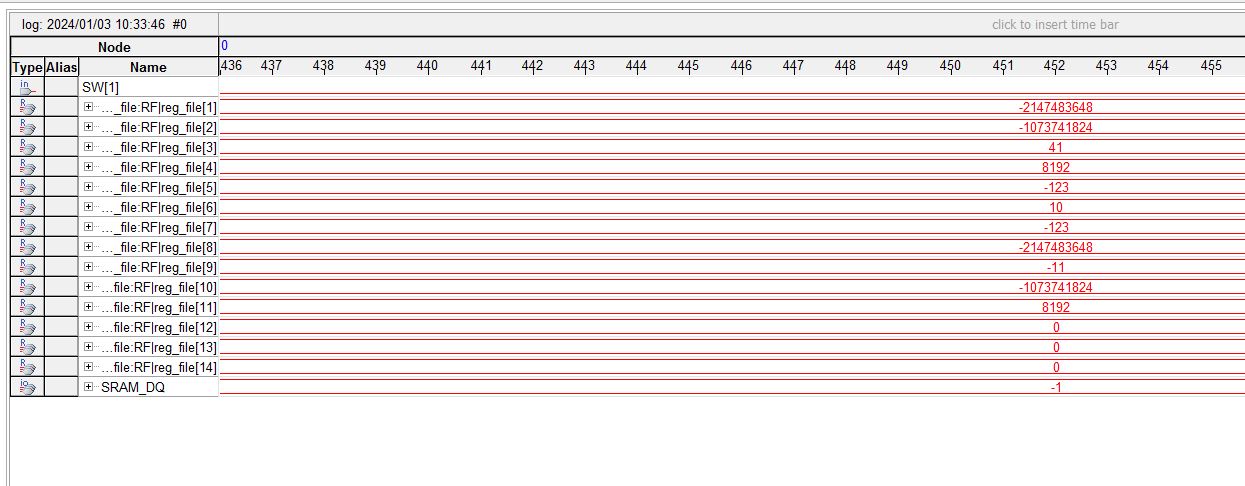 log: 2024/01/03 10:33:46 #0 click to insert time bar
Node 0
Type Alias Name 436 437 438 439 440 441 442 443 444 445 446 447 448 449 450 451 452 453 454 455
in SW[1]
R ..._file:RF|reg_file[1] -2147483648
R ..._file:RF|reg_file[2] -1073741824
R ..._file:RF|reg_file[3] 41
R ..._file:RF|reg_file[4] 8192
R ..._file:RF|reg_file[5] -123
R ..._file:RF|reg_file[6] 10
R ..._file:RF|reg_file[7] -123
R ..._file:RF|reg_file[8] -2147483648
R ..._file:RF|reg_file[9] -11
R ...file:RF|reg_file[10] -1073741824
R ...file:RF|reg_file[11] 8192
R ...file:RF|reg_file[12] 0
R ...file:RF|reg_file[13] 0
R ...file:RF|reg_file[14] 0
io SRAM_DQ -1